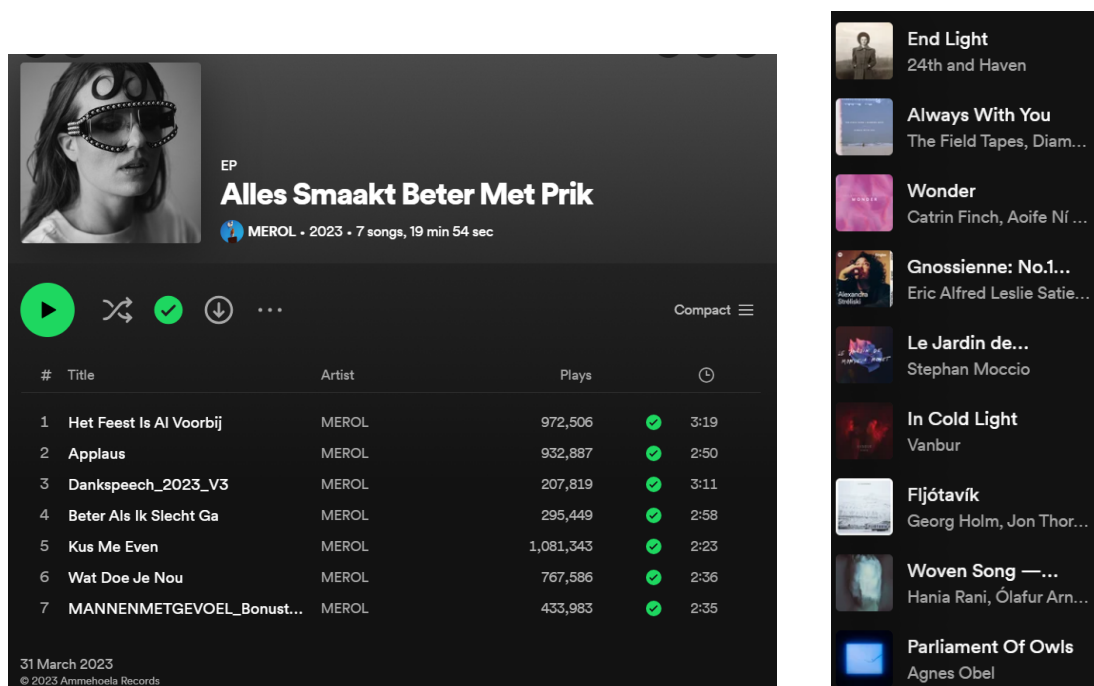 EP
Alles Smaakt Beter Met Prik
MEROL • 2023 • 7 songs, 19 min 54 sec
Compact
# Title Artist Plays
1 Het Feest Is Al Voorbij MEROL 972,506 3:19
2 Applaus MEROL 932,887 2:50
3 Dankspeech_2023_V3 MEROL 207,819 3:11
4 Beter Als Ik Slecht Ga MEROL 295,449 2:58
5 Kus Me Even MEROL 1,081,343 2:23
6 Wat Doe Je Nou MEROL 767,586 2:36
7 MANNENMETGEVOEL_Bonust... MEROL 433,983 2:35
31 March 2023
© 2023 Ammehoela Records
End Light
24th and Haven
Always With You
The Field Tapes, Diam...
Wonder
Catrin Finch, Aoife Ní ...
WONDER
Gnossienne: No.1...
Eric Alfred Leslie Satie...
Alexandra
Stréliski
Le Jardin de...
Stephan Moccio
In Cold Light
Vanbur
Fljótavík
Georg Holm, Jon Thor...
Woven Song —...
Hania Rani, Ólafur Arn...
Parliament Of Owls
Agnes Obel